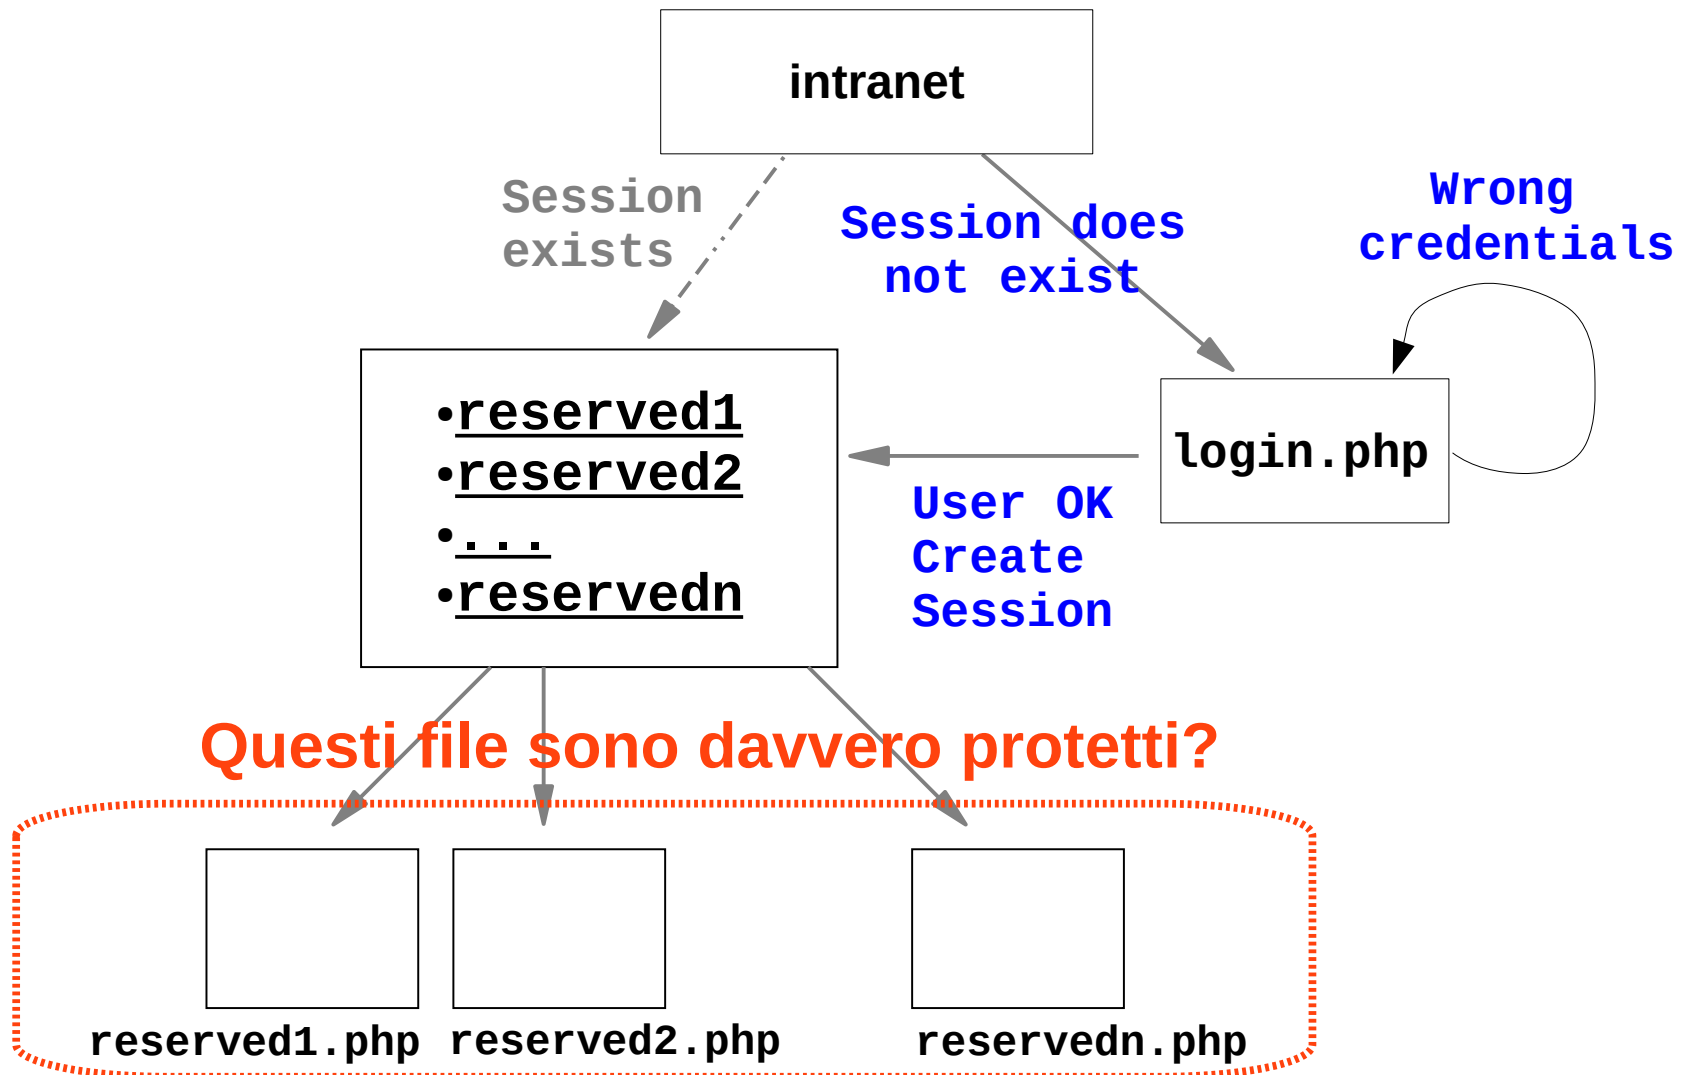 intranet
Session
exists
Session does
not exist
Wrong
credentials
•reserved1
•reserved2
•...
•reservedn
login.php
User OK
Create
Session
Questi file sono davvero protetti?
reserved1.php
reserved2.php
reservedn.php